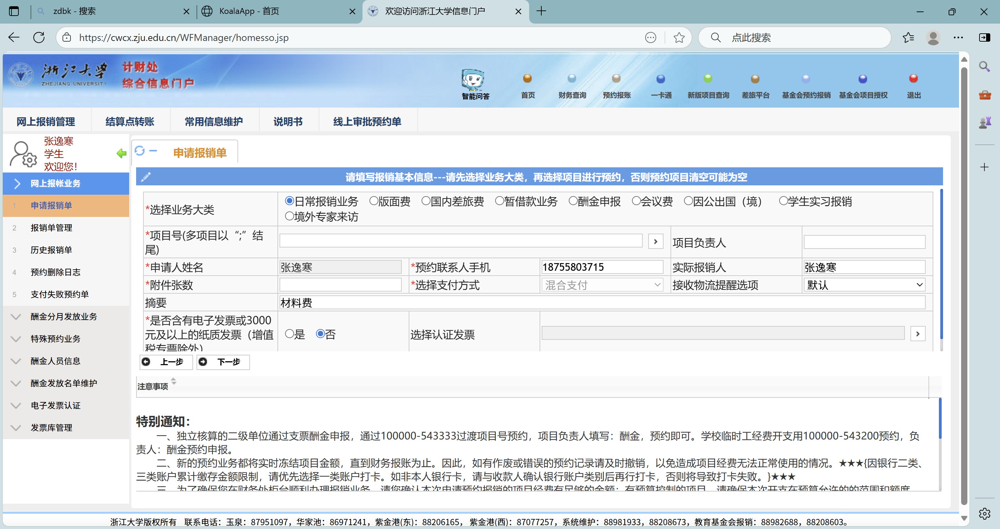 zdbk - 搜索
KoalaApp - 首页
欢迎访问浙江大学信息门户
https://cwcx.zju.edu.cn/WFManager/homesso.jsp
点此搜索
浙江大学
ZHEJIANG UNIVERSITY
计财处
综合信息门户
智能问答
首页
财务查询
预约报账
一卡通
新版项目查询
差旅平台
基金会预约报销
基金会项目授权
退出
网上报销管理
结算点转账
常用信息维护
说明书
线上审批预约单
张逸寒
学生
欢迎您!
网上报帐业务
1 申请报销单
2 报销单管理
3 历史报销单
4 预约删除日志
5 支付失败预约单
酬金分月发放业务
特殊预约业务
酬金人员信息
酬金发放名单维护
电子发票认证
发票库管理
申请报销单
请填写报销基本信息---请先选择业务大类，再选择项目进行预约，否则预约项目清空可能为空
*选择业务大类
日常报销业务 版面费 国内差旅费 暂借款业务 酬金申报 会议费 因公出国（境） 学生实习报销
境外专家来访
*项目号(多项目以“;”结
尾)
项目负责人
*申请人姓名 张逸寒 *预约联系人手机 18755803715 实际报销人 张逸寒
*附件张数 *选择支付方式 混合支付 接收物流提醒选项 默认
摘要 材料费
*是否含有电子发票或3000
元及以上的纸质发票（增值
税专票除外）
是 否
选择认证发票
上一步 下一步
注意事项
特别通知：
一、独立核算的二级单位通过支票酬金申报，通过100000-543333过渡项目号预约，项目负责人填写：酬金，预约即可。学校临时工经费开支用100000-543200预约，负
责人：酬金预约申报。
二、新的预约业务都将实时冻结项目金额，直到财务报账为止。因此，如有作废或错误的预约记录请及时撤销，以免造成项目经费无法正常使用的情况。★★★{因银行二类、
三类账户累计缴存金额限制，请优先选择一类账户打卡。如非本人银行卡，请与收款人确认银行账户类别后再行打卡，否则将导致打卡失败。}★★★
三、为了确保您在财务处柜台顺利办理报销业务，请您确认本次申请预约报销的项目经费有足够的金额；有预算控制的项目，请确保本次开支在预算允许的的范围和额度
浙江大学版权所有 联系电话：玉泉：87951097，华家池：86971241，紫金港(东)：88206165， 紫金港(西)：87077257，系统维护：88981933，88208673，教育基金会报销：88982688，88208603。